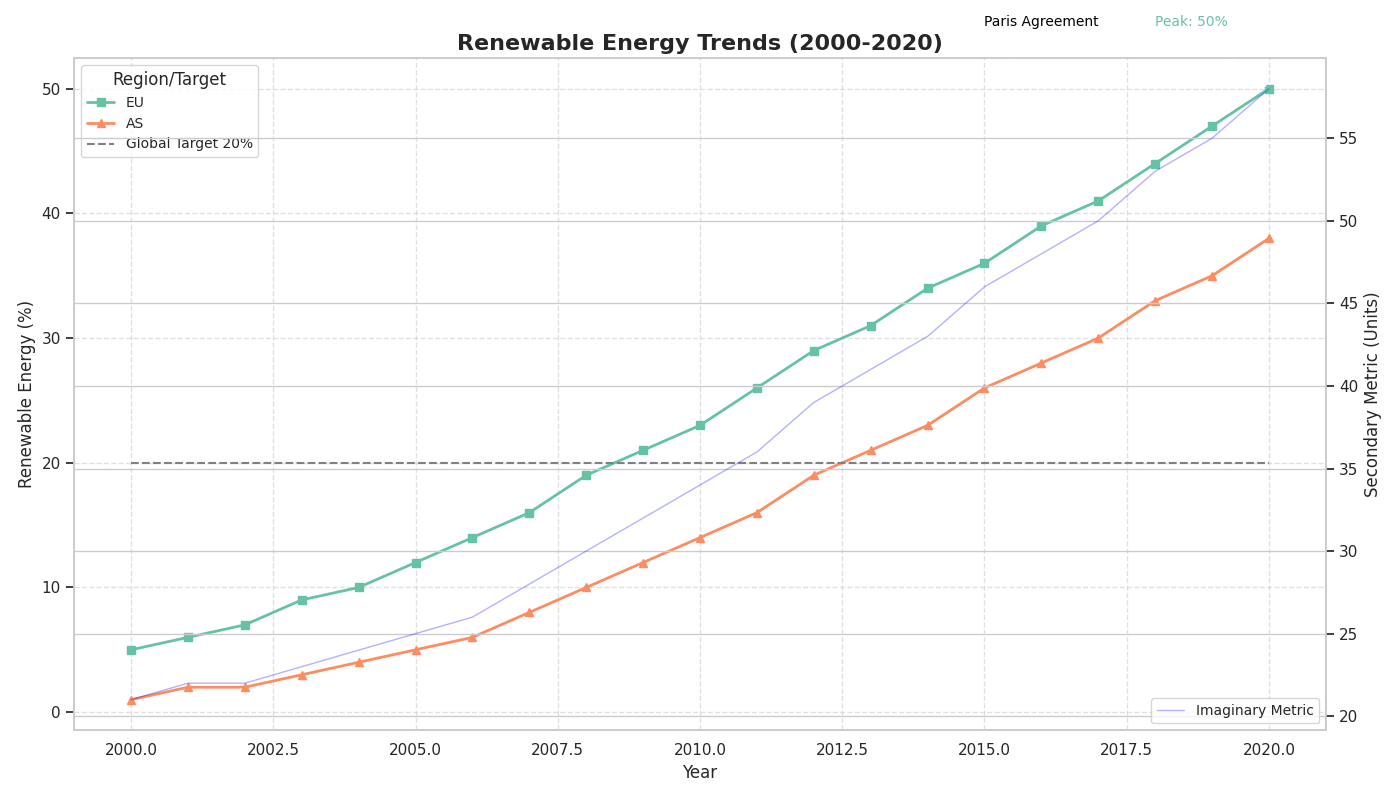 Paris Agreement
Peak: 50%
Renewable Energy Trends (2000-2020)
Region/Target
EU
AS
Global Target 20%
50
40
30
20
10
0
Renewable Energy (%)
55
50
45
40
35
30
25
20
Secondary Metric (Units)
Imaginary Metric
2000.0 2002.5 2005.0 2007.5 2010.0 2012.5 2015.0 2017.5 2020.0
Year